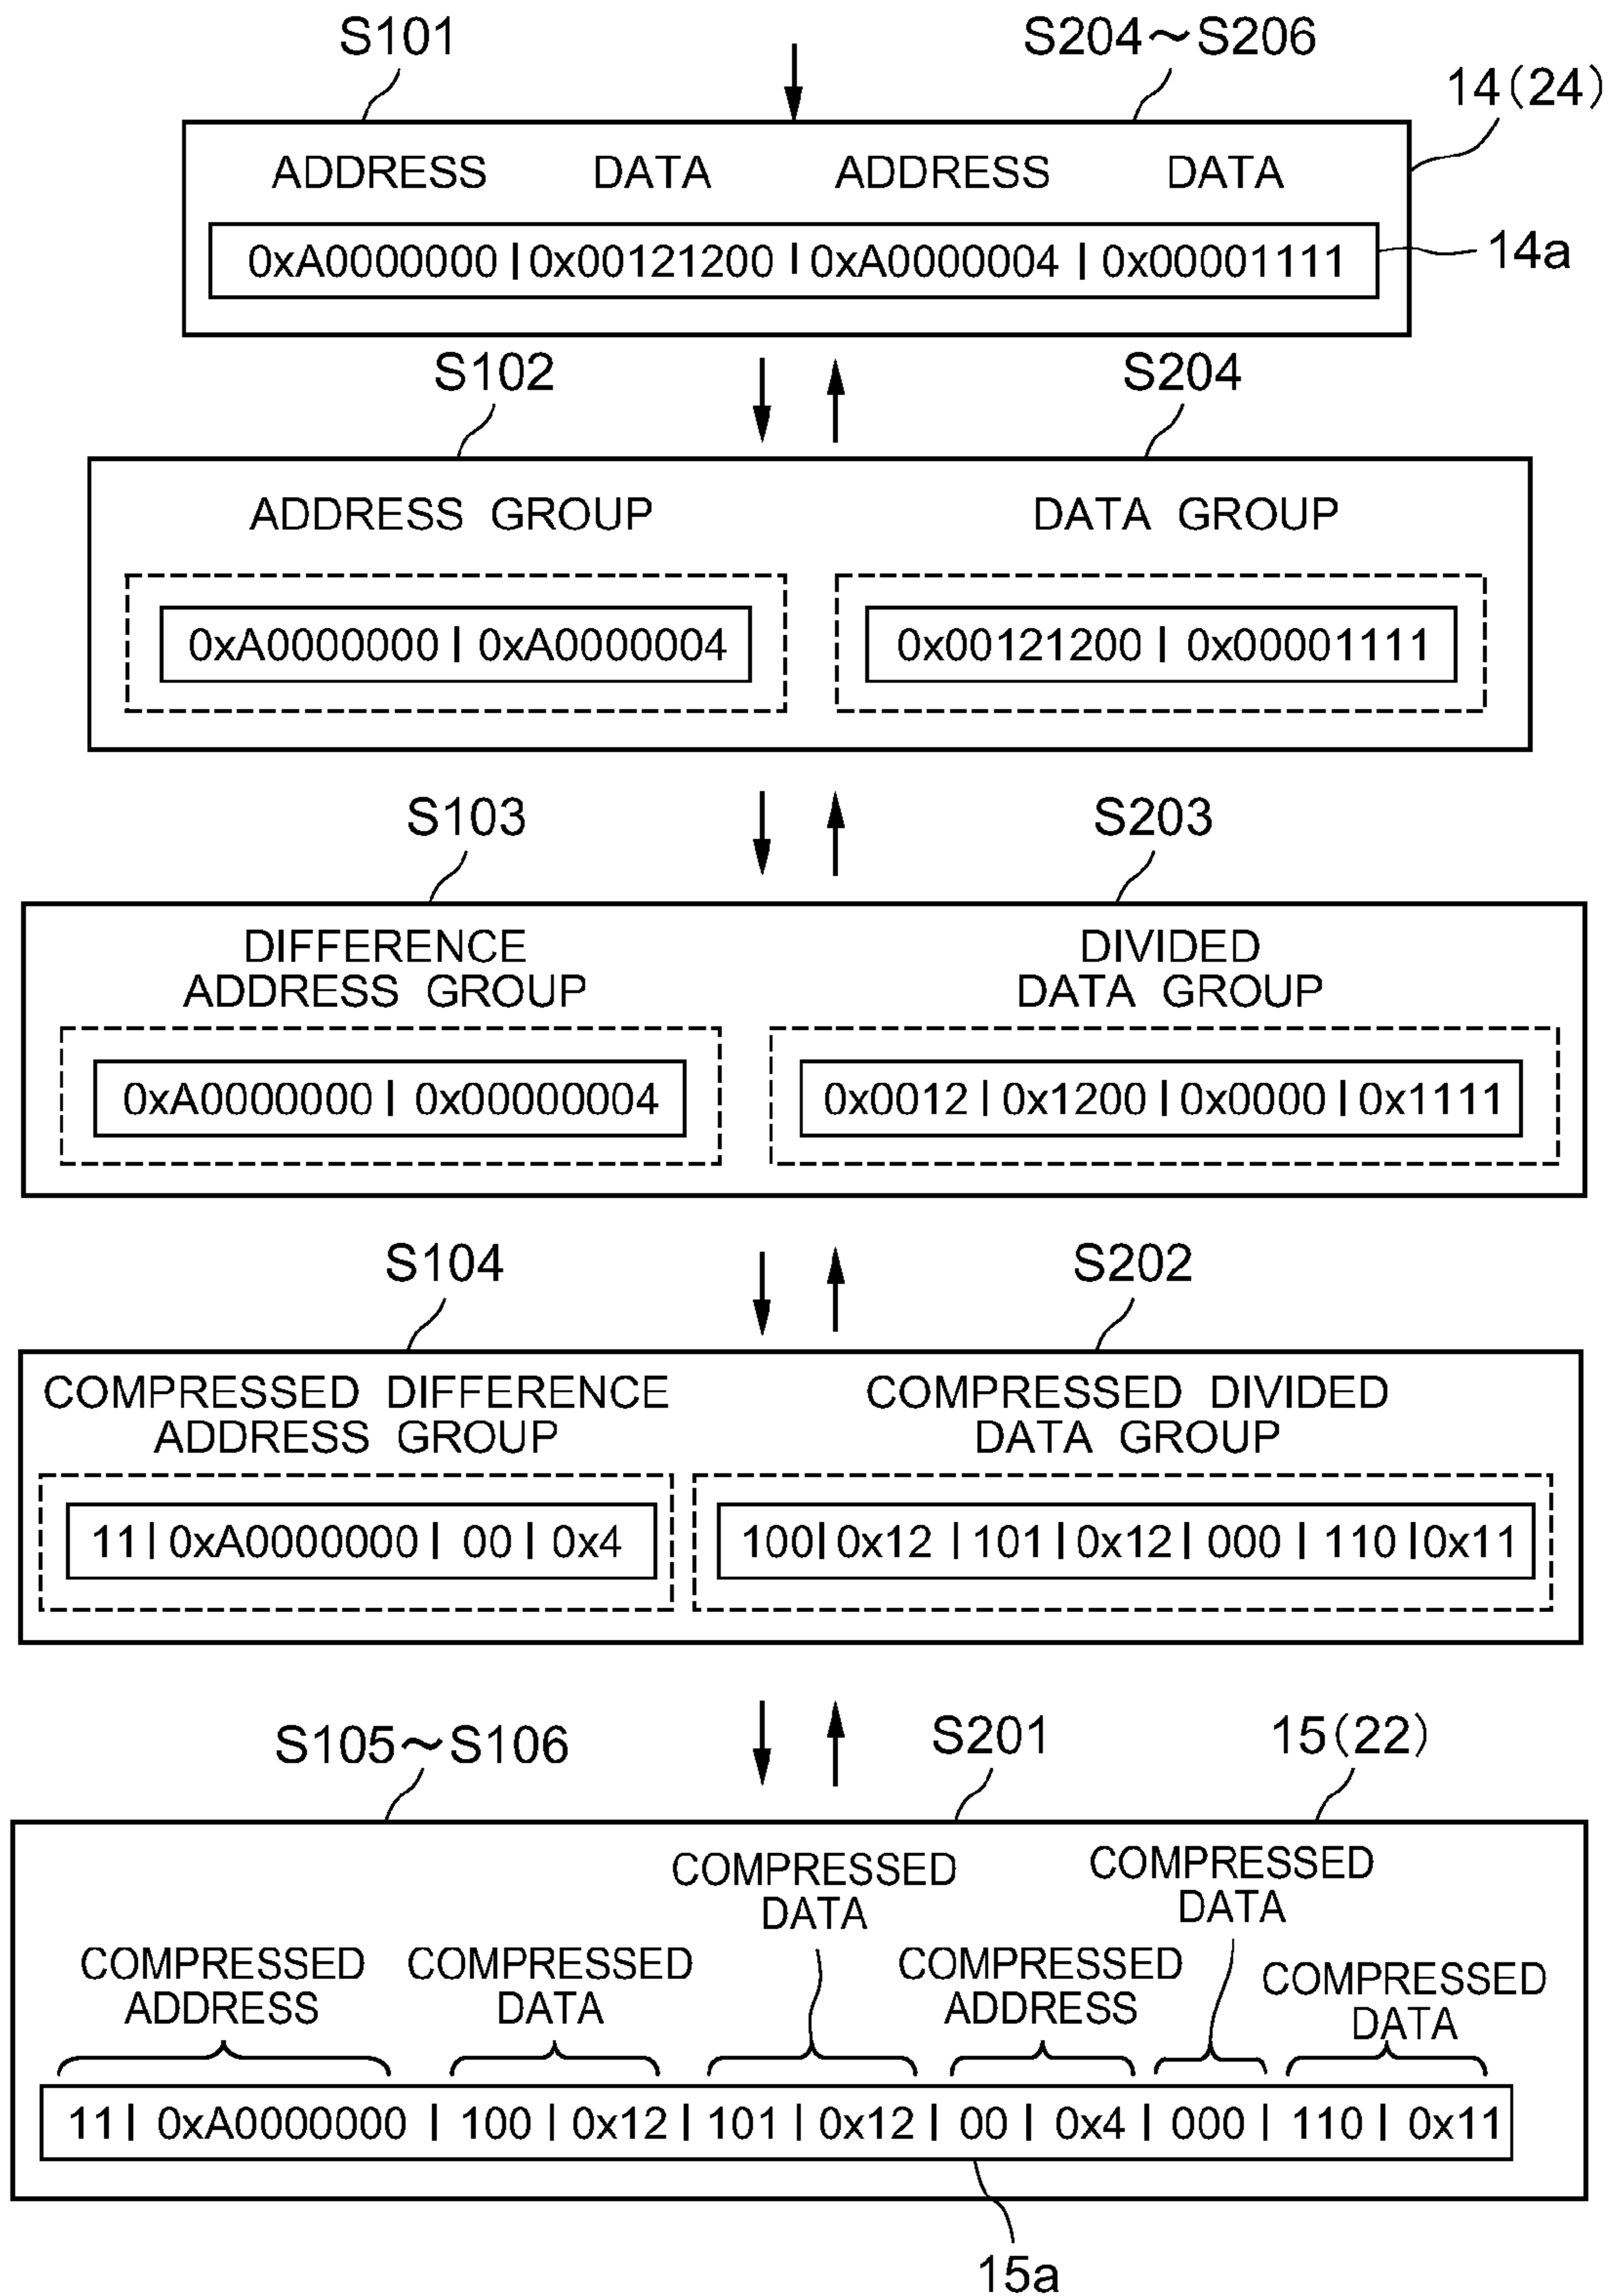 S101
S204～S206
14(24)
ADDRESS DATA ADDRESS DATA
0xA0000000 | 0x00121200 | 0xA0000004 | 0x00001111
14a
S102
S204
ADDRESS GROUP
DATA GROUP
0xA0000000 | 0xA0000004
0x00121200 | 0x00001111
S103
S203
DIFFERENCE
ADDRESS GROUP
DIVIDED
DATA GROUP
0xA0000000 | 0x00000004
0x0012 | 0x1200 | 0x0000 | 0x1111
S104
S202
COMPRESSED DIFFERENCE
ADDRESS GROUP
COMPRESSED DIVIDED
DATA GROUP
11 | 0xA0000000 | 00 | 0x4
100 | 0x12 | 101 | 0x12 | 000 | 110 | 0x11
S105～S106
S201
15(22)
COMPRESSED
ADDRESS
COMPRESSED
DATA
COMPRESSED
DATA
COMPRESSED
ADDRESS
COMPRESSED
DATA
COMPRESSED
DATA
11 | 0xA0000000 | 100 | 0x12 | 101 | 0x12 | 00 | 0x4 | 000 | 110 | 0x11
15a